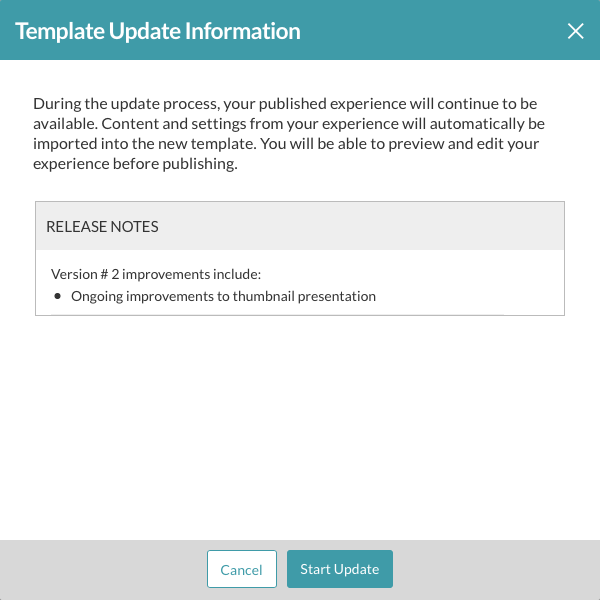 Template Update Information
During the update process, your published experience will continue to be
available. Content and settings from your experience will automatically be
imported into the new template. You will be able to preview and edit your
experience before publishing.
RELEASE NOTES
Version # 2 improvements include:
• Ongoing improvements to thumbnail presentation
Cancel
Start Update